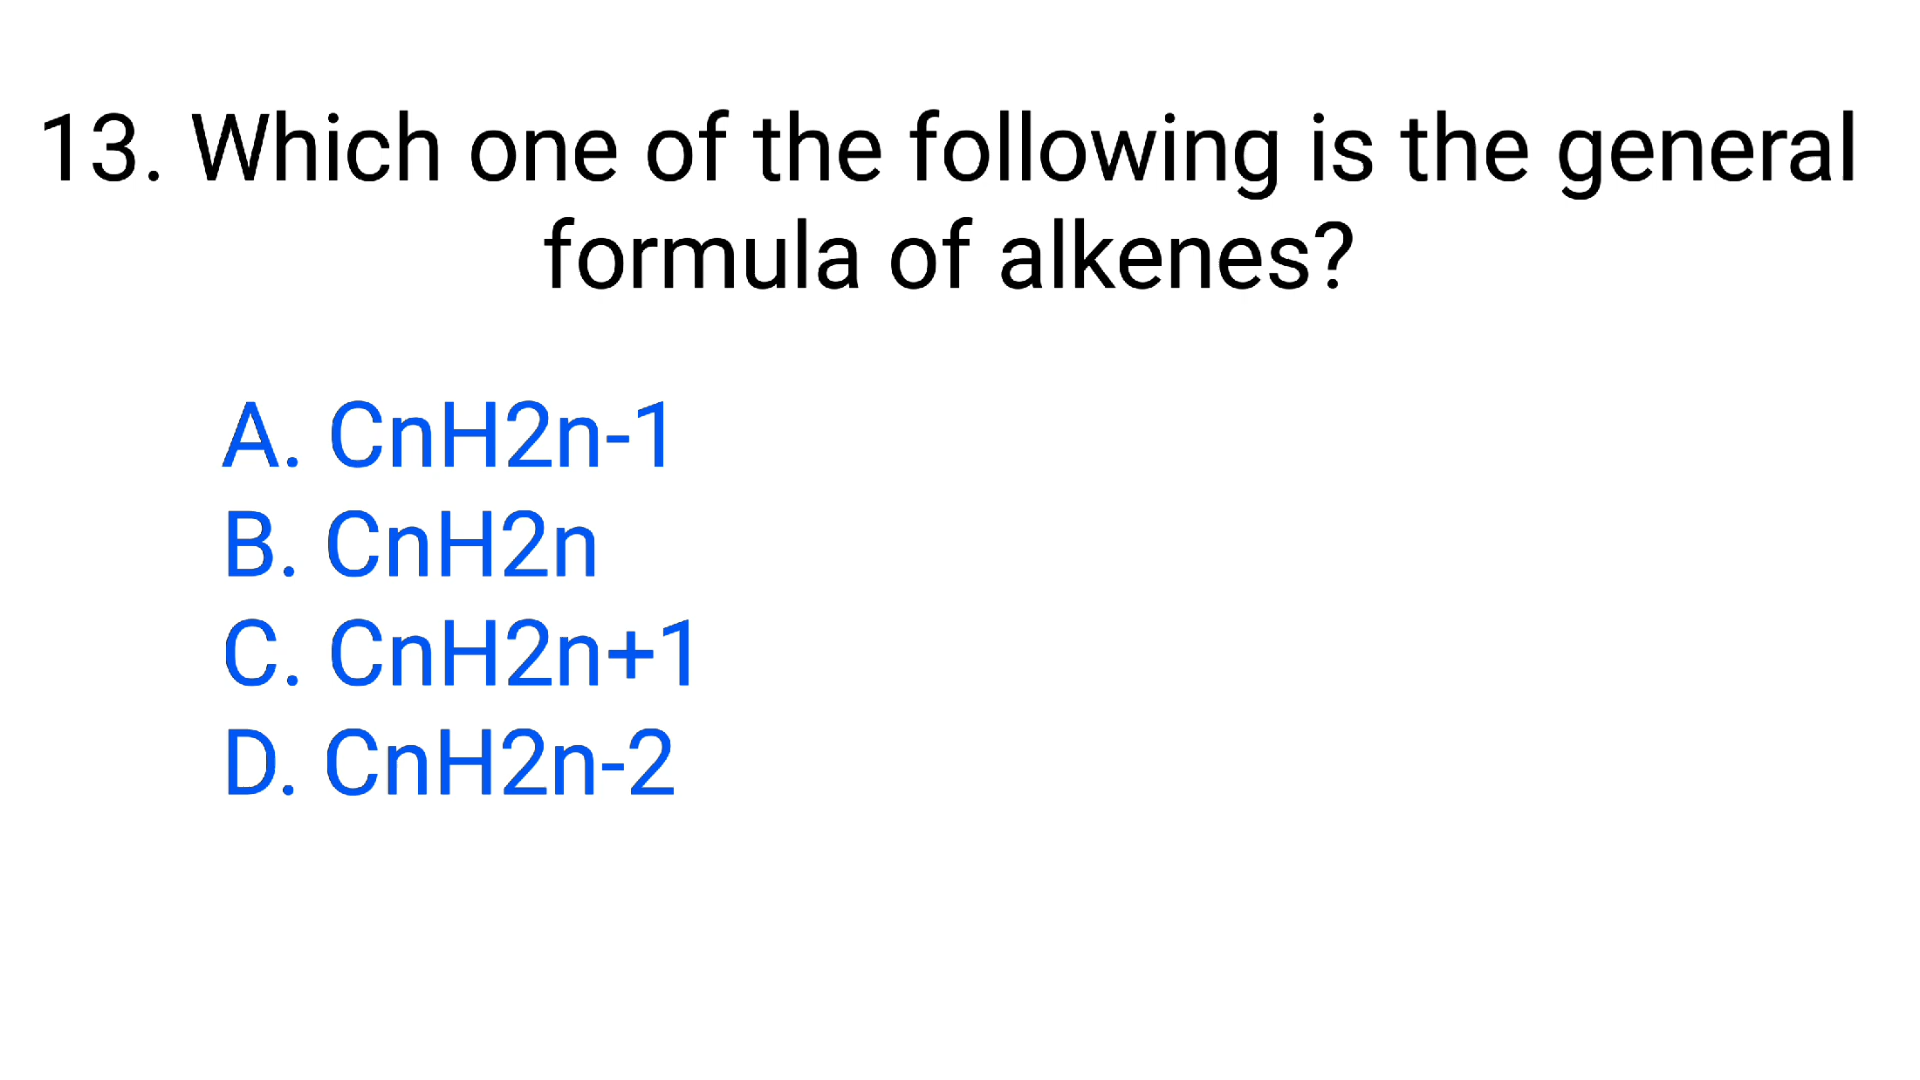 13. Which one of the following is the general
formula of alkenes?
A. CnH2n-1
B. CnH2n
C. CnH2n+1
D. CnH2n-2